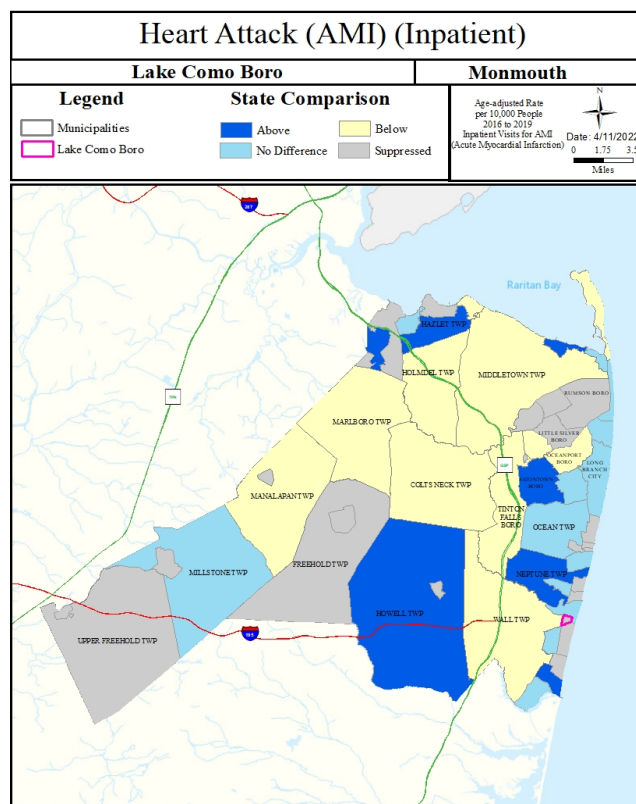 Heart Attack (AMI) (Inpatient)
Lake Como Boro
Monmouth
Legend
Municipalities
Lake Como Boro
State Comparison
Above
Below
No Difference
Suppressed
Age-adjusted Rate
per 10,000 People
2016 to 2019
Inpatient Visits for AMI
(Acute Myocardial Infarction)
N
Date: 4/11/2022
0 1.75 3.5
Miles
287
Raritan Bay
HAZLET TWP
HOLMDEL TWP
MIDDLETOWN TWP
RUMSON BORO
MARLBORO TWP
LITTLE SILVER
BORO
OCEANPORT
BORO
LONG
BRANCH
CITY
GSP
COLTS NECK TWP
MANALAPAN TWP
TINTON
FALLS
BORO
OCEAN TWP
FREEHOLD TWP
MILLSTONE TWP
NEPTUNE TWP
HOWELL TWP
WALL TWP
UPPER FREEHOLD TWP
195